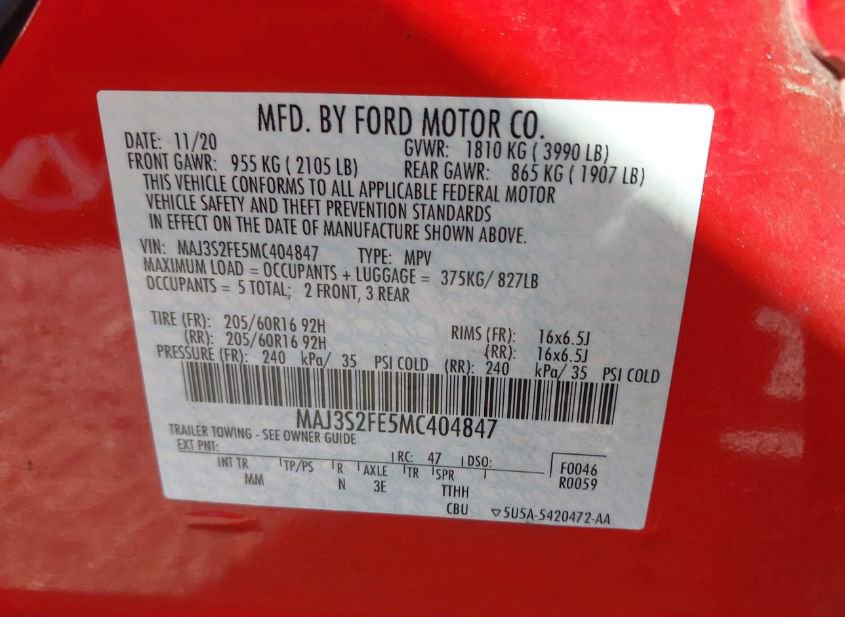 MFD. BY FORD MOTOR CO.
DATE: 11/20 GVWR: 1810 KG ( 3990 LB)
FRONT GAWR: 955 KG ( 2105 LB) REAR GAWR: 865 KG ( 1907 LB)
THIS VEHICLE CONFORMS TO ALL APPLICABLE FEDERAL MOTOR
VEHICLE SAFETY AND THEFT PREVENTION STANDARDS
IN EFFECT ON THE DATE OF MANUFACTURE SHOWN ABOVE.
VIN: MAJ3S2FE5MC404847 TYPE: MPV
MAXIMUM LOAD = OCCUPANTS + LUGGAGE = 375KG/ 827LB
OCCUPANTS = 5 TOTAL; 2 FRONT, 3 REAR
TIRE (FR): 205/60R16 92H RIMS (FR): 16x6.5J
(RR): 205/60R16 92H (RR): 16x6.5J
PRESSURE (FR): 240 kPa/ 35 PSI COLD (RR): 240 kPa/ 35 PSI COLD
MAJ3S2FE5MC404847
TRAILER TOWING - SEE OWNER GUIDE
EXT PNT: RC: 47 DSO: F0046
INT TR TP/PS R AXLE TR SPR R0059
MM N 3E TTHH
CBU ▽5U5A-5420472-AA